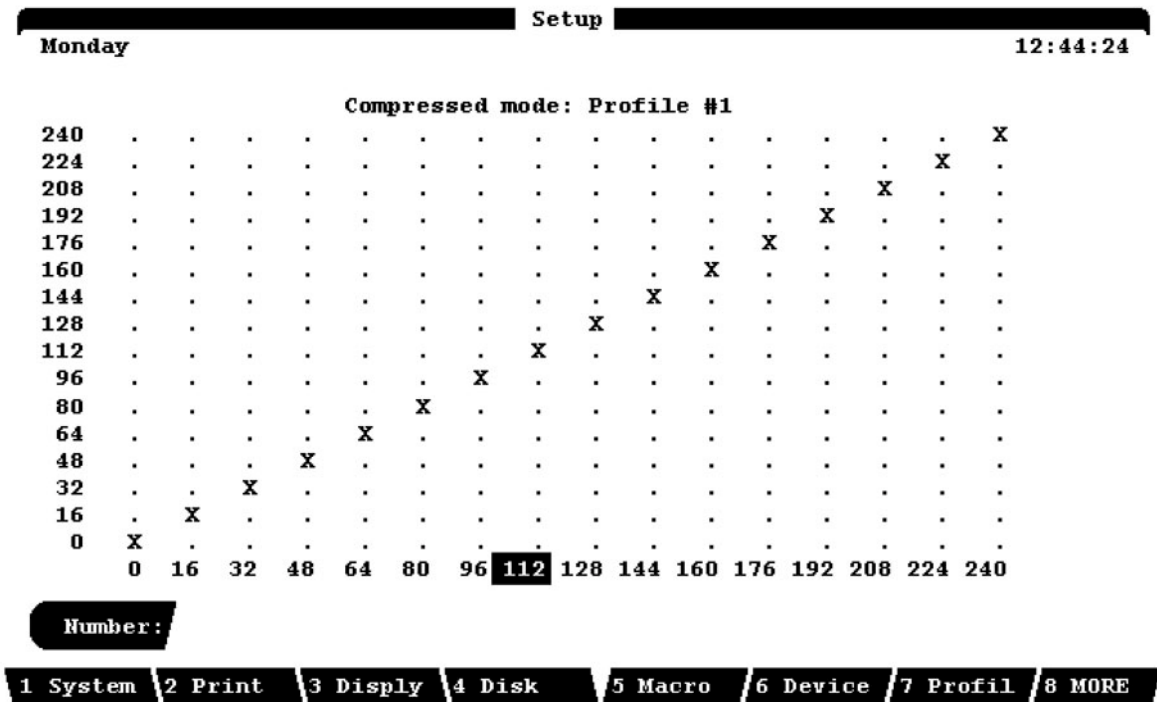 Setup
Monday 12:44:24
Compressed mode: Profile #1
240 . . . . . . . . . . . . . . . X
224 . . . . . . . . . . . . . . X .
208 . . . . . . . . . . . . . X . .
192 . . . . . . . . . . . . X . . .
176 . . . . . . . . . . . X . . . .
160 . . . . . . . . . . X . . . . .
144 . . . . . . . . . X . . . . . .
128 . . . . . . . . X . . . . . . .
112 . . . . . . . X . . . . . . . .
96 . . . . . . X . . . . . . . . .
80 . . . . . X . . . . . . . . . .
64 . . . . X . . . . . . . . . . .
48 . . . X . . . . . . . . . . . .
32 . . X . . . . . . . . . . . . .
16 . X . . . . . . . . . . . . . .
0 X . . . . . . . . . . . . . . .
0 16 32 48 64 80 96 112 128 144 160 176 192 208 224 240
Number:
1 System 2 Print 3 Disply 4 Disk 5 Macro 6 Device 7 Profil 8 MORE